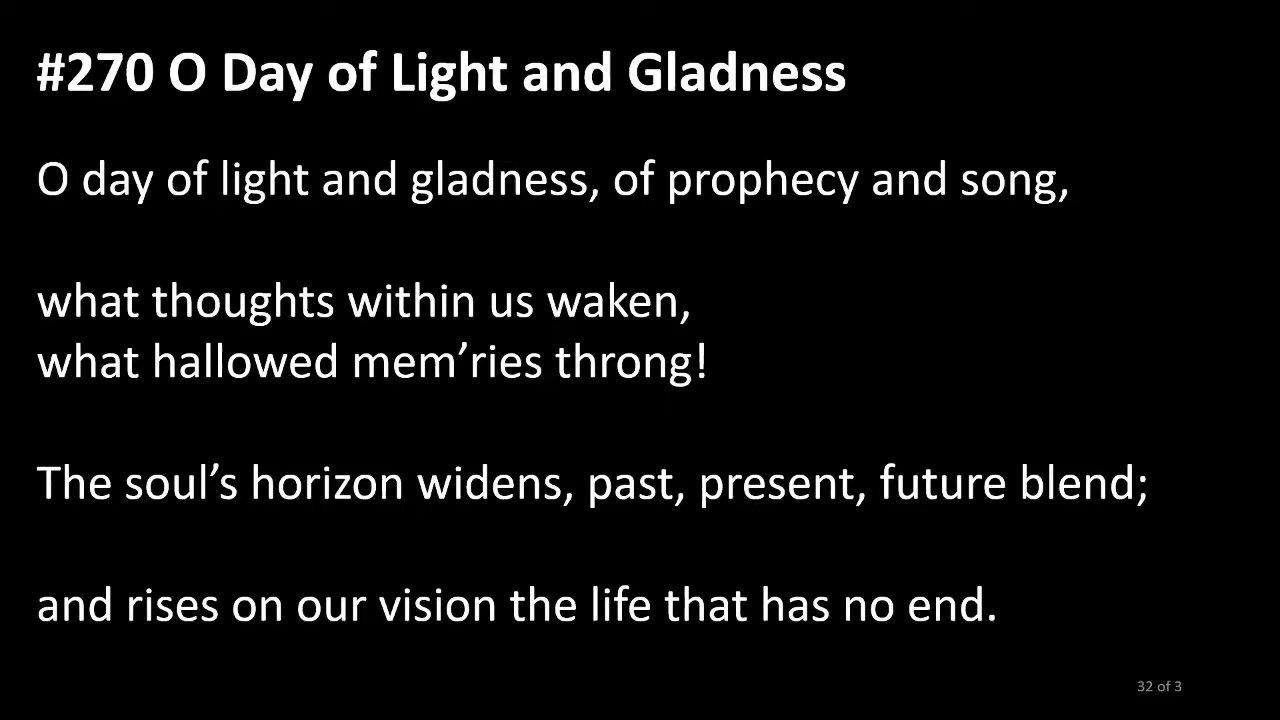 #270 O Day of Light and Gladness
O day of light and gladness, of prophecy and song,
what thoughts within us waken,
what hallowed mem’ries throng!
The soul’s horizon widens, past, present, future blend;
and rises on our vision the life that has no end.
32 of 3